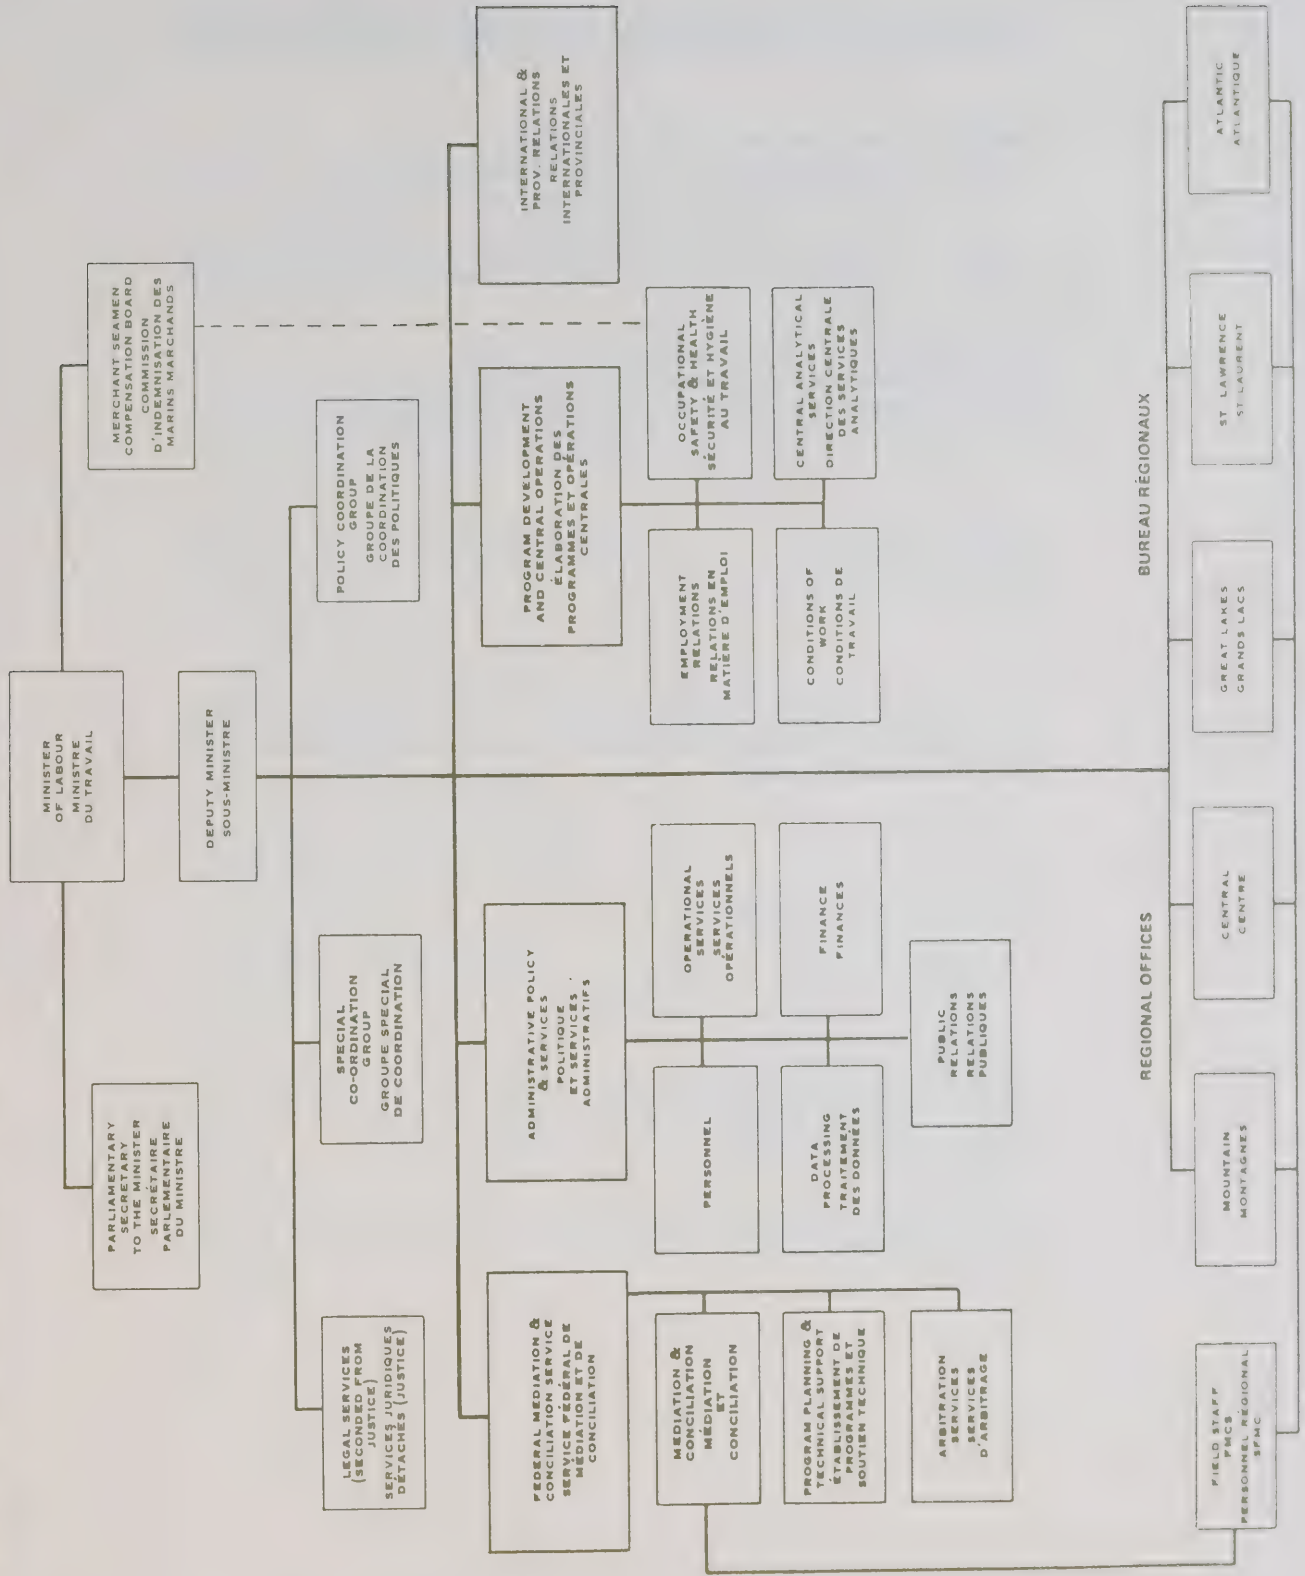 MINISTER
OF LABOUR
MINISTRE
DU TRAVAIL
PARLIAMENTARY
SECRETARY
TO THE MINISTER
SECRÉTAIRE
PARLEMENTAIRE
DU MINISTRE
MERCHANT SEAMEN
COMPENSATION BOARD
COMMISSION
D'INDEMNISATION DES
MARINS MARCHANDS
DEPUTY MINISTER
SOUS-MINISTRE
LEGAL SERVICES
(SECONDED FROM
JUSTICE)
SERVICES JURIDIQUES
DÉTACHÉS (JUSTICE)
SPECIAL
CO-ORDINATION
GROUP
GROUPE SPECIAL
DE COORDINATION
POLICY COORDINATION
GROUP
GROUPE DE LA
COORDINATION
DES POLITIQUES
FEDERAL MEDIATION &
CONCILIATION SERVICE
SERVICE FÉDÉRAL DE
MÉDIATION ET DE
CONCILIATION
ADMINISTRATIVE POLICY
& SERVICES
POLITIQUE
ET SERVICES
ADMINISTRATIFS
PROGRAM DEVELOPMENT
AND CENTRAL OPERATIONS
ÉLABORATION DES
PROGRAMMES ET OPÉRATIONS
CENTRALES
INTERNATIONAL &
PROV. RELATIONS
RELATIONS
INTERNATIONALES ET
PROVINCIALES
MEDIATION &
CONCILIATION
MÉDIATION
ET
CONCILIATION
PERSONNEL
OPERATIONAL
SERVICES
SERVICES
OPÉRATIONNELS
EMPLOYMENT
RELATIONS
RELATIONS EN
MATIÈRE D'EMPLOI
OCCUPATIONAL
SAFETY & HEALTH
SÉCURITÉ ET HYGIÈNE
AU TRAVAIL
PROGRAM PLANNING &
TECHNICAL SUPPORT
ÉTABLISSEMENT DE
PROGRAMMES ET
SOUTIEN TECHNIQUE
DATA
PROCESSING
TRAITEMENT
DES DONNÉES
FINANCE
FINANCES
CONDITIONS OF
WORK
CONDITIONS DE
TRAVAIL
CENTRAL ANALYTICAL
SERVICES
DIRECTION CENTRALE
DES SERVICES
ANALYTIQUES
ARBITRATION
SERVICES
SERVICES
D'ARBITRAGE
PUBLIC
RELATIONS
RELATIONS
PUBLIQUES
REGIONAL OFFICES
BUREAU RÉGIONAUX
FIELD STAFF
FMCS
PERSONNEL RÉGIONAL
SFMC
MOUNTAIN
MONTAGNES
CENTRAL
CENTRE
GREAT LAKES
GRANDS LACS
ST LAWRENCE
ST LAURENT
ATLANTIC
ATLANTIQUE